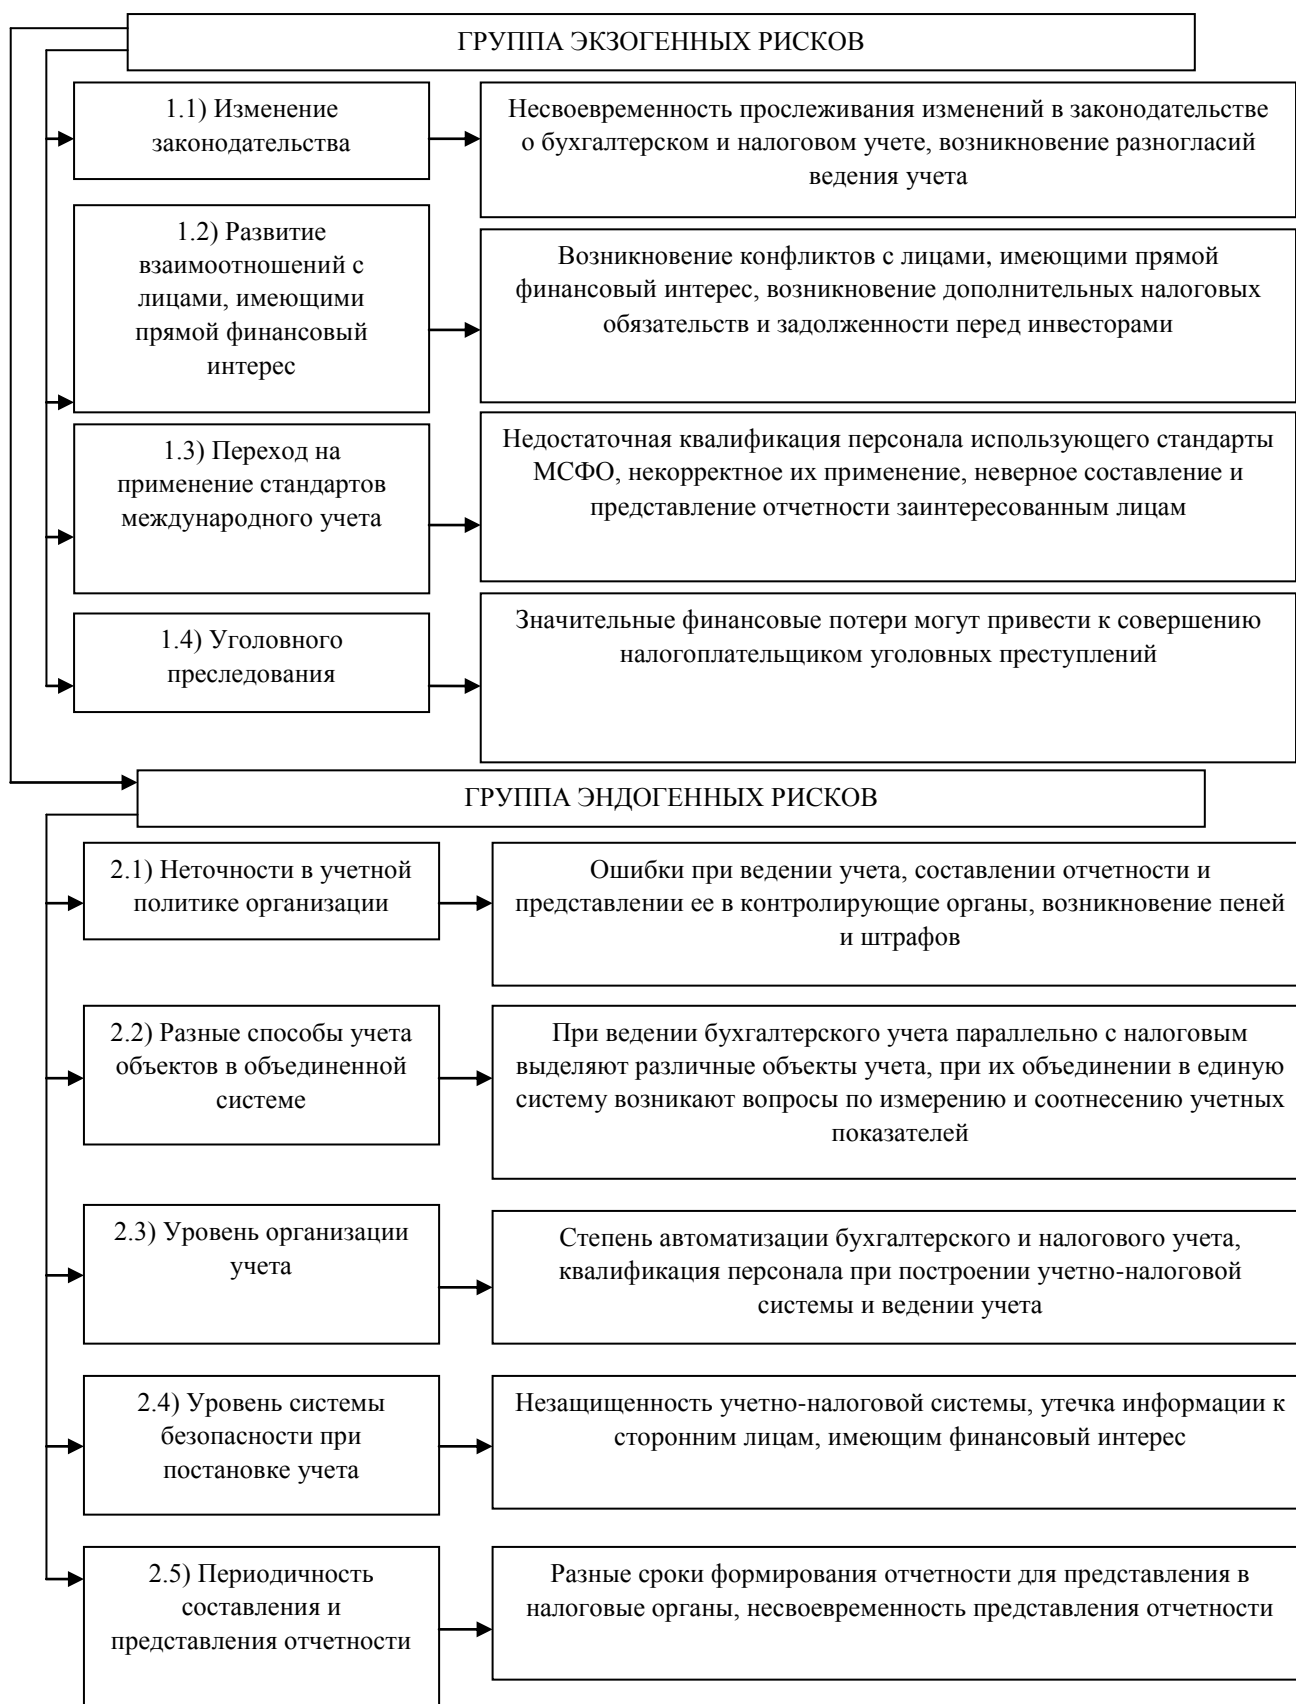 ГРУППА ЭКЗОГЕННЫХ РИСКОВ
1.1) Изменение
законодательства
Несвоевременность прослеживания изменений в законодательстве
о бухгалтерском и налоговом учете, возникновение разногласий
ведения учета
1.2) Развитие
взаимоотношений с
лицами, имеющими
прямой финансовый
интерес
Возникновение конфликтов с лицами, имеющими прямой
финансовый интерес, возникновение дополнительных налоговых
обязательств и задолженности перед инвесторами
1.3) Переход на
применение стандартов
международного учета
Недостаточная квалификация персонала использующего стандарты
МСФО, некорректное их применение, неверное составление и
представление отчетности заинтересованным лицам
1.4) Уголовного
преследования
Значительные финансовые потери могут привести к совершению
налогоплательщиком уголовных преступлений
ГРУППА ЭНДОГЕННЫХ РИСКОВ
2.1) Неточности в учетной
политике организации
Ошибки при ведении учета, составлении отчетности и
представлении ее в контролирующие органы, возникновение пеней
и штрафов
2.2) Разные способы учета
объектов в объединенной
системе
При ведении бухгалтерского учета параллельно с налоговым
выделяют различные объекты учета, при их объединении в единую
систему возникают вопросы по измерению и соотнесению учетных
показателей
2.3) Уровень организации
учета
Степень автоматизации бухгалтерского и налогового учета,
квалификация персонала при построении учетно-налоговой
системы и ведении учета
2.4) Уровень системы
безопасности при
постановке учета
Незащищенность учетно-налоговой системы, утечка информации к
сторонним лицам, имеющим финансовый интерес
2.5) Периодичность
составления и
представления отчетности
Разные сроки формирования отчетности для представления в
налоговые органы, несвоевременность представления отчетности